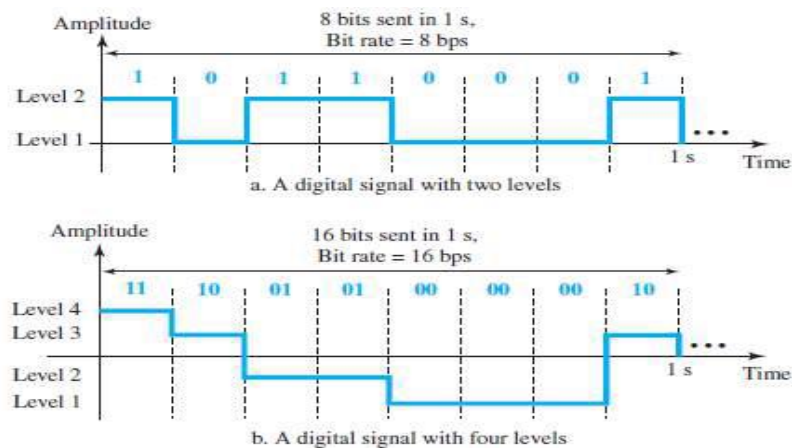 8 bits sent in 1 s,
Bit rate = 8 bps
Amplitude
1 0 1 1 0 0 0 1
Level 2
Level 1
1 s
Time
a. A digital signal with two levels
Amplitude
16 bits sent in 1 s,
Bit rate = 16 bps
11 10 01 01 00 00 00 10
Level 4
Level 3
Level 2
Level 1
1 s
Time
b. A digital signal with four levels